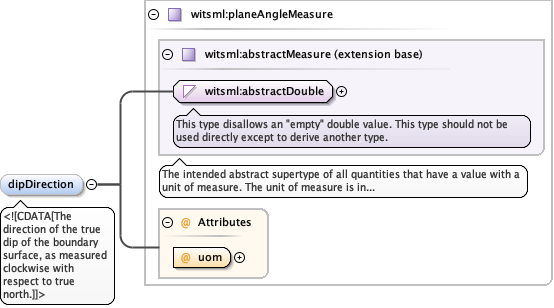 witsml:planeAngleMeasure
witsml:abstractMeasure (extension base)
witsml:abstractDouble
This type disallows an "empty" double value. This type should not be
used directly except to derive another type.
The intended abstract supertype of all quantities that have a value with a
unit of measure. The unit of measure is in...
dipDirection
<![CDATA[The
direction of the true
dip of the boundary
surface, as measured
clockwise with
respect to true
north.]]>
@ Attributes
@ uom